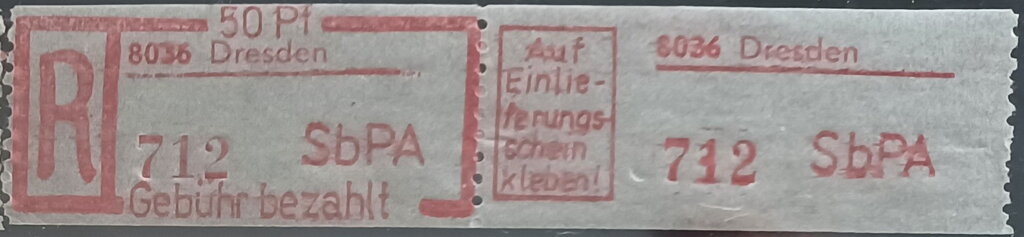 50 Pf
R
8036 Dresden
712 SbPA
Gebühr bezahlt
Auf
Einlie-
ferungs-
schein
kleben!
8036 Dresden
712 SbPA